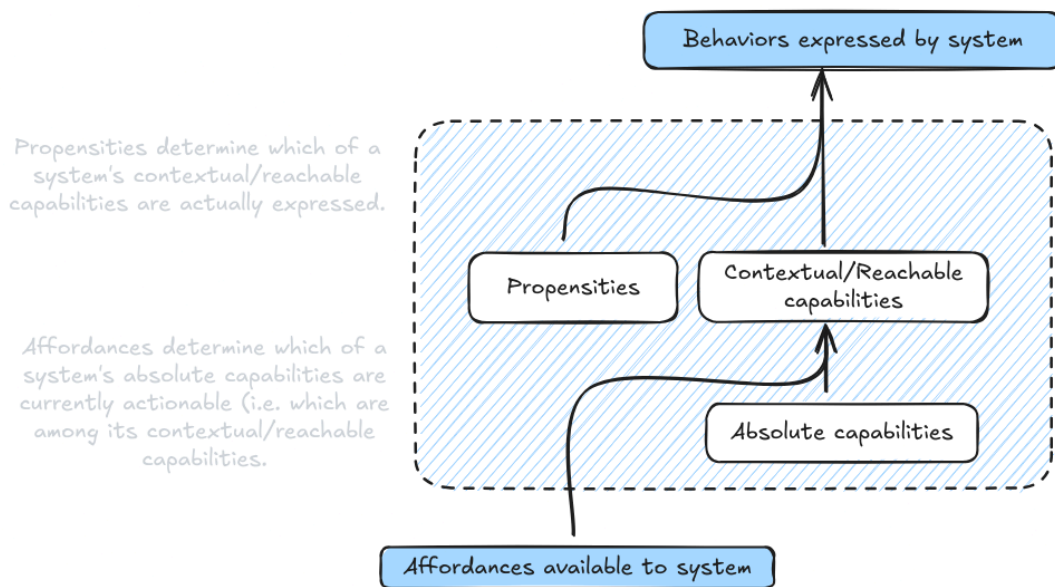 Behaviors expressed by system
Propensities determine which of a
system's contextual/reachable
capabilities are actually expressed.
Propensities
Contextual/Reachable
capabilities
Affordances determine which of a
system's absolute capabilities are
currently actionable (i.e. which are
among its contextual/reachable
capabilities.
Absolute capabilities
Affordances available to system